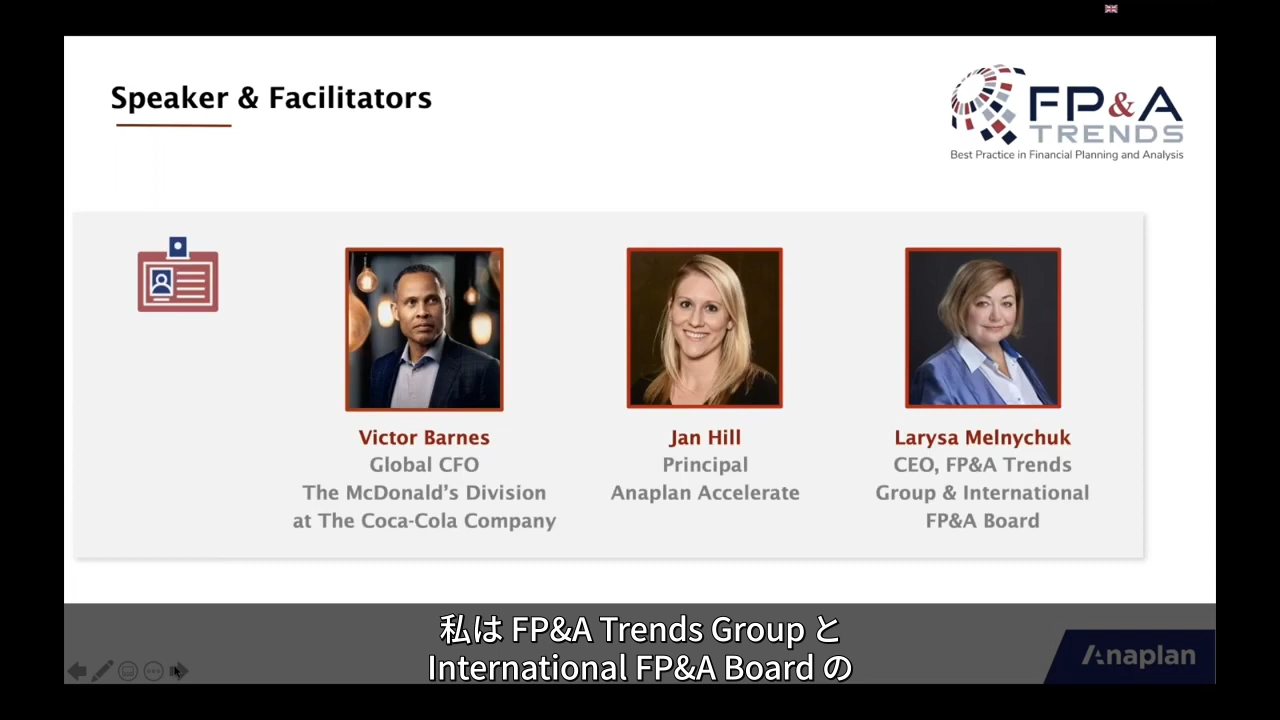 Speaker & Facilitators
FP&A
TRENDS
Best Practice in Financial Planning and Analysis
Victor Barnes
Global CFO
The McDonald's Division
at The Coca-Cola Company
Jan Hill
Principal
Anaplan Accelerate
Larysa Melnychuk
CEO, FP&A Trends
Group & International
FP&A Board
私は FP&A Trends Group と
International FP&A Board の
Anaplan